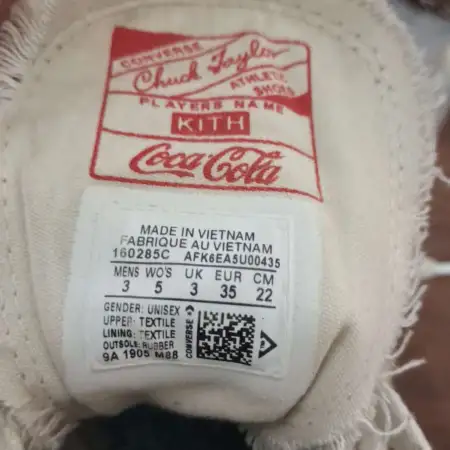 CONVERSE
Chuck Taylor
ATHLETIC
SHOES
PLAYERS NAME
KITH
Coca-Cola
MADE IN VIETNAM
FABRIQUE AU VIETNAM
160285C AFK6EA5U00435
MENS WO'S UK EUR CM
3 5 3 35 22
GENDER: UNISEX
UPPER: TEXTILE
LINING: TEXTILE
OUTSOLE: RUBBER
9A 1905 M88
CONVERSE
C